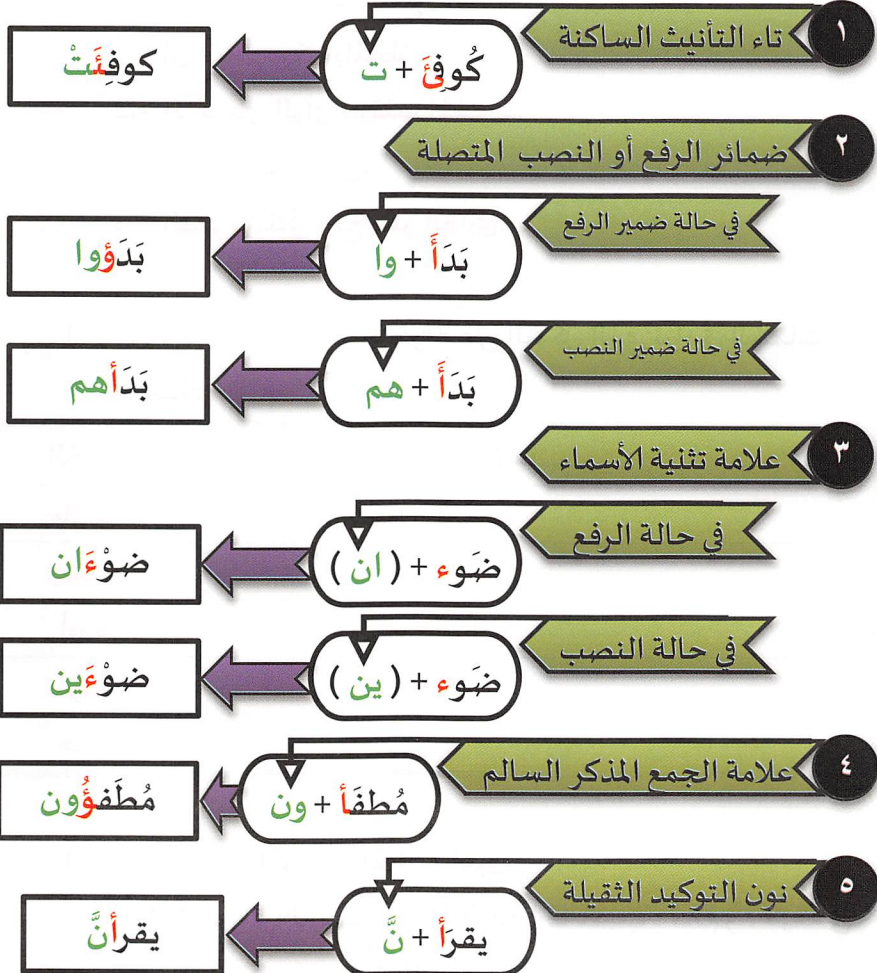 ١ تاء التأنيث الساكنة
كُوفِئَ + ت
كوفِئَتْ
٢ ضمائر الرفع أو النصب المتصلة
في حالة ضمير الرفع
بَدَأَ + وا
بَدَؤوا
في حالة ضمير النصب
بَدَأَ + هم
بَدَأهم
٣ علامة تثنية الأسماء
في حالة الرفع
ضَوء + ( ان )
ضوْءَان
في حالة النصب
ضَوء + ( ين )
ضوْءَين
٤ علامة الجمع المذكر السالم
مُطفَأ + ون
مُطَفؤُون
٥ نون التوكيد الثقيلة
يقرَأ + نَّ
يقرأنَّ